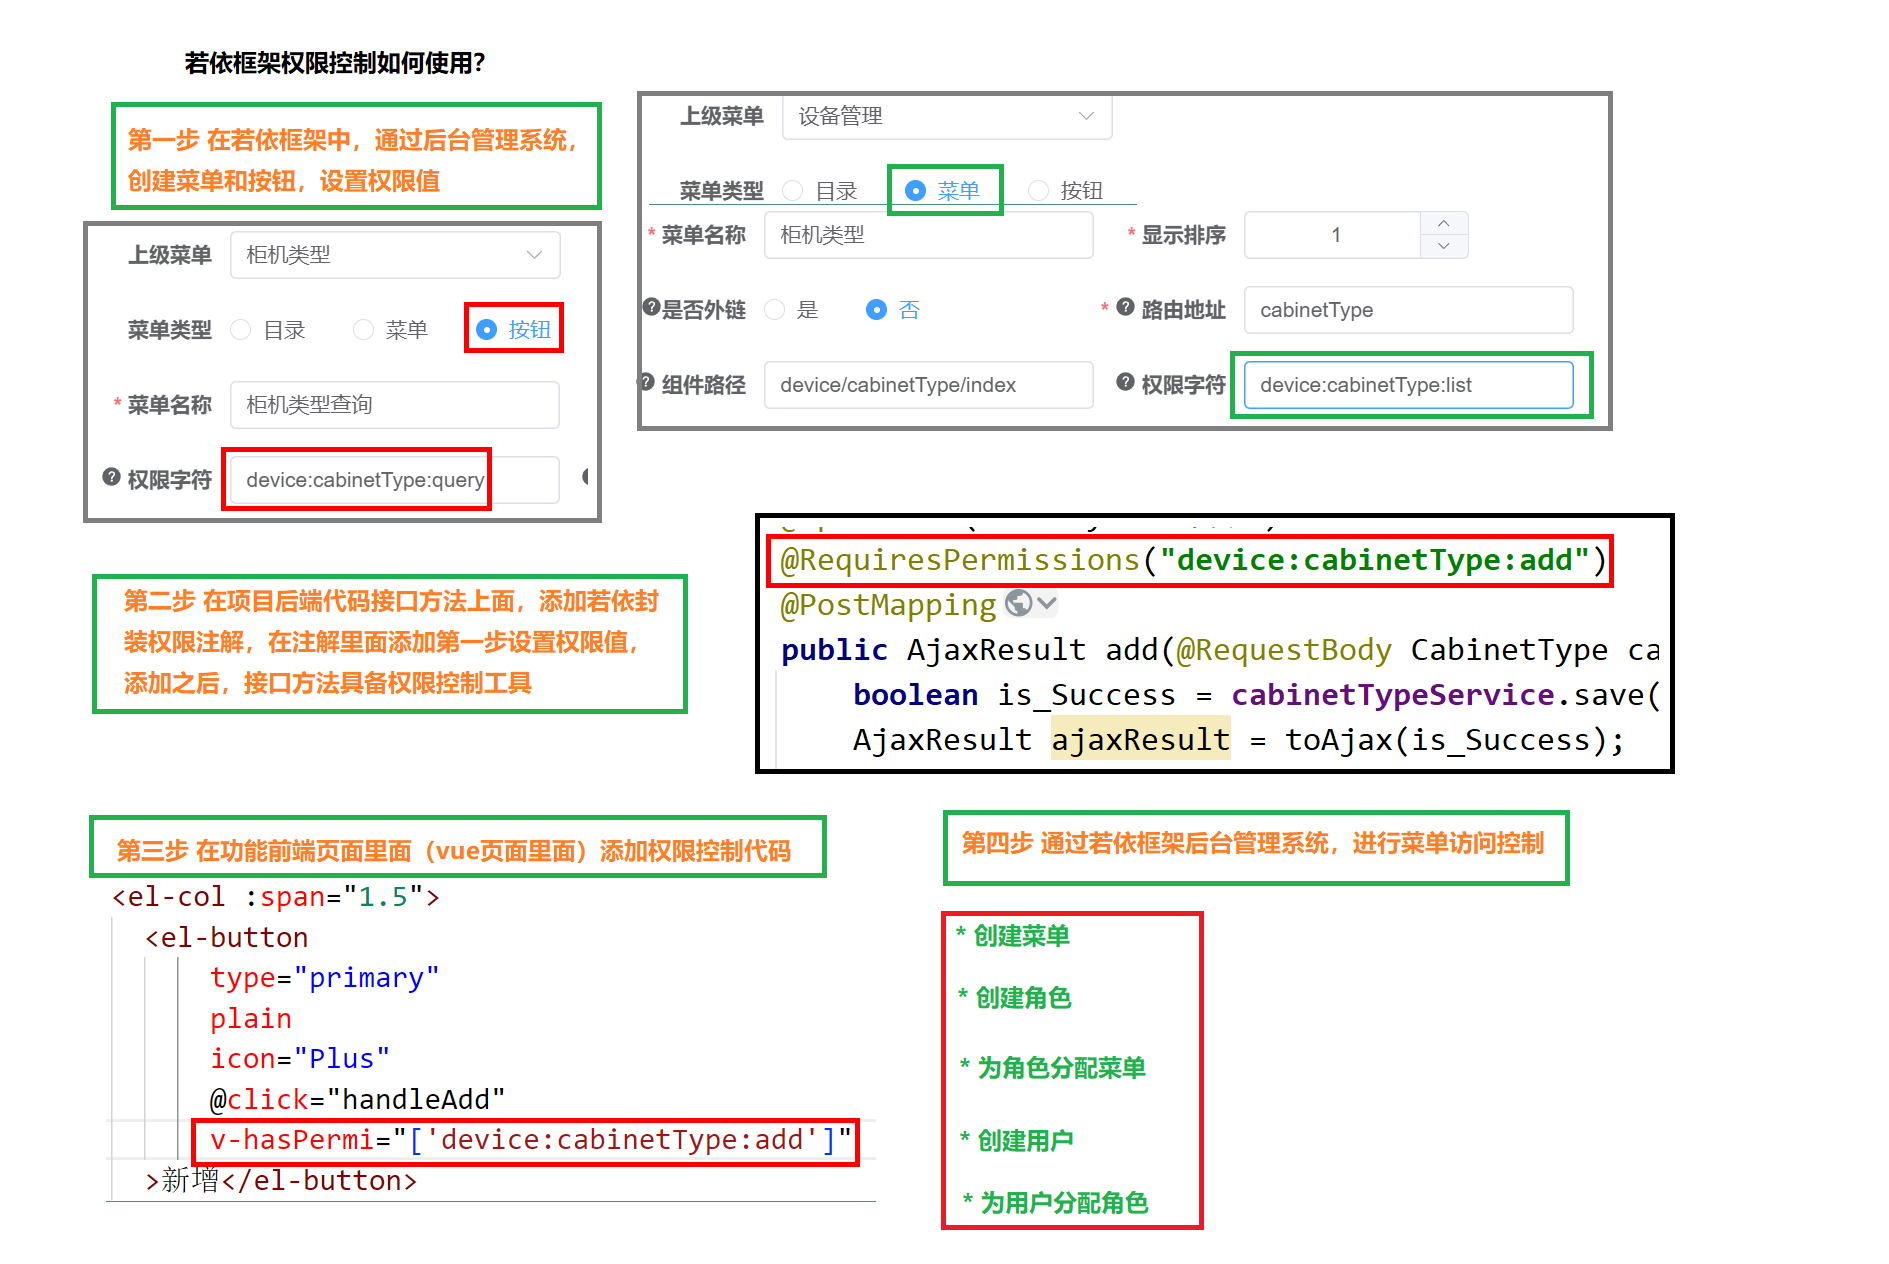 若依框架权限控制如何使用?
第一步 在若依框架中，通过后台管理系统，
创建菜单和按钮，设置权限值
上级菜单 柜机类型
菜单类型 目录 菜单 按钮
* 菜单名称 柜机类型查询
权限字符 device:cabinetType:query
上级菜单 设备管理
菜单类型 目录 菜单 按钮
* 菜单名称 柜机类型 * 显示排序 1
是否外链 是 否 * 路由地址 cabinetType
组件路径 device/cabinetType/index 权限字符 device:cabinetType:list
第二步 在项目后端代码接口方法上面，添加若依封
装权限注解，在注解里面添加第一步设置权限值，
添加之后，接口方法具备权限控制工具
@RequiresPermissions("device:cabinetType:add")
@PostMapping
public AjaxResult add(@RequestBody CabinetType ca
boolean is_Success = cabinetTypeService.save(
AjaxResult ajaxResult = toAjax(is_Success);
第三步 在功能前端页面里面（vue页面里面）添加权限控制代码
<el-col :span="1.5">
<el-button
type="primary"
plain
icon="Plus"
@click="handleAdd"
v-hasPermi="['device:cabinetType:add']"
>新增</el-button>
第四步 通过若依框架后台管理系统，进行菜单访问控制
* 创建菜单
* 创建角色
* 为角色分配菜单
* 创建用户
* 为用户分配角色